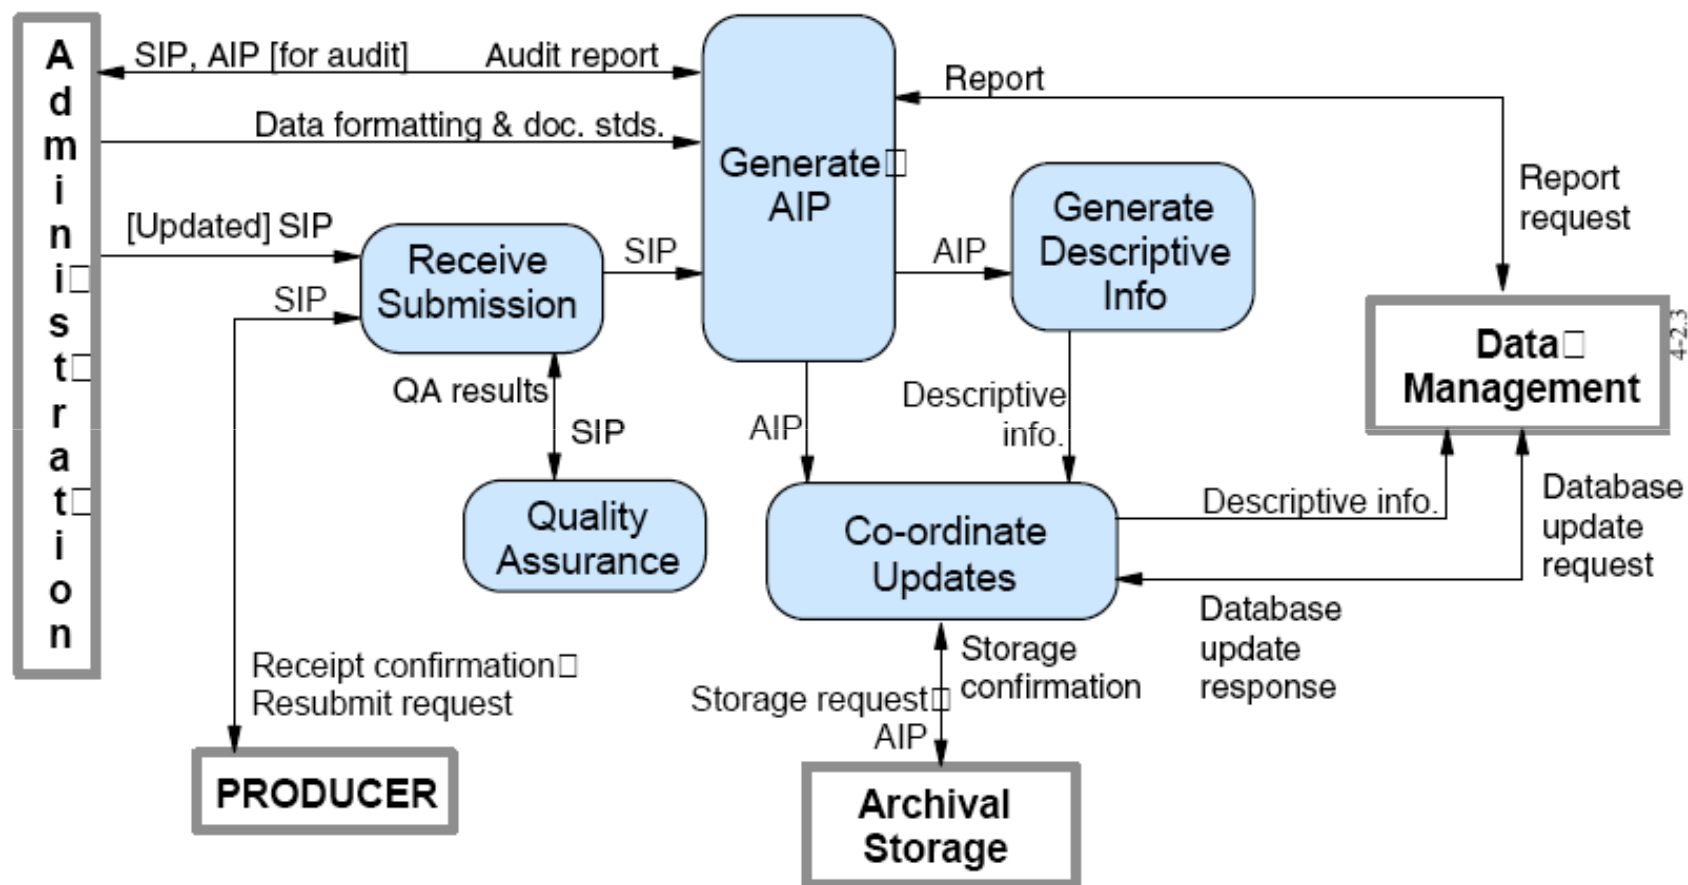 Administration
SIP, AIP [for audit]
Audit report
Data formatting & doc. stds.
[Updated] SIP
SIP
Receive
Submission
SIP
QA results
SIP
Quality
Assurance
Receipt confirmation
Resubmit request
PRODUCER
Generate
AIP
Report
Report
request
AIP
Generate
Descriptive
Info
AIP
Descriptive
info.
Data
Management
4-2.3
Co-ordinate
Updates
Descriptive info.
Database
update
request
Database
update
response
Storage
confirmation
Storage request
AIP
Archival
Storage